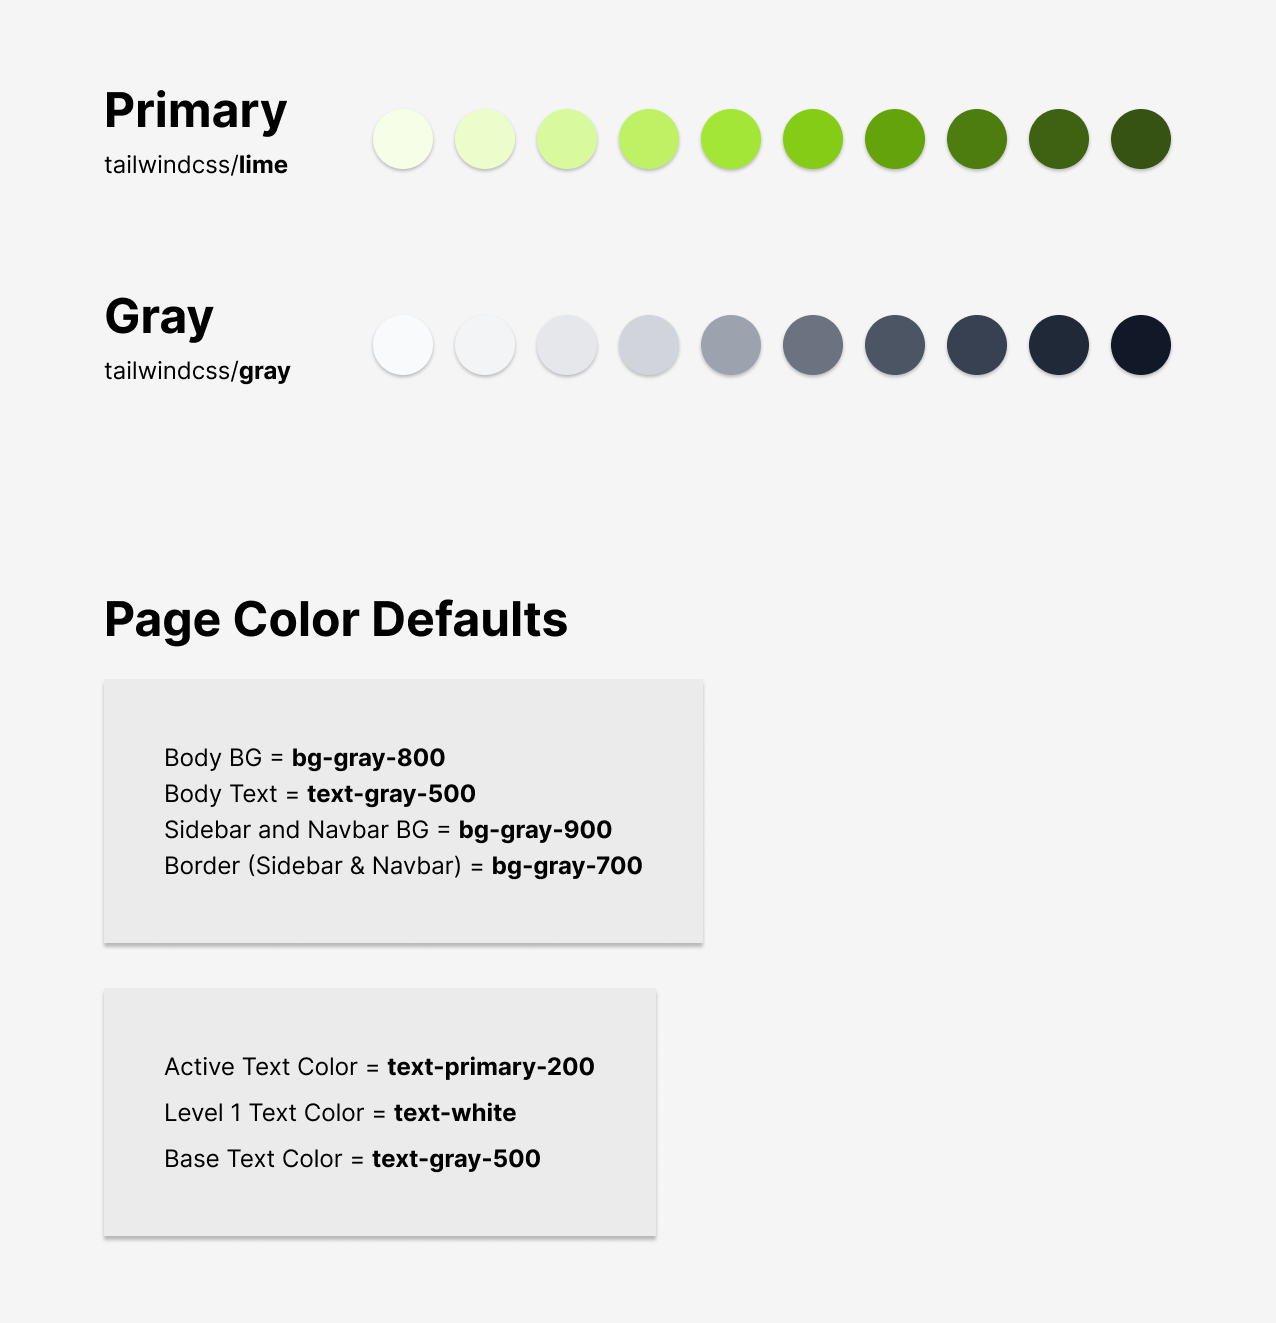 Primary
tailwindcss/lime
Gray
tailwindcss/gray
Page Color Defaults
Body BG = bg-gray-800
Body Text = text-gray-500
Sidebar and Navbar BG = bg-gray-900
Border (Sidebar & Navbar) = bg-gray-700
Active Text Color = text-primary-200
Level 1 Text Color = text-white
Base Text Color = text-gray-500